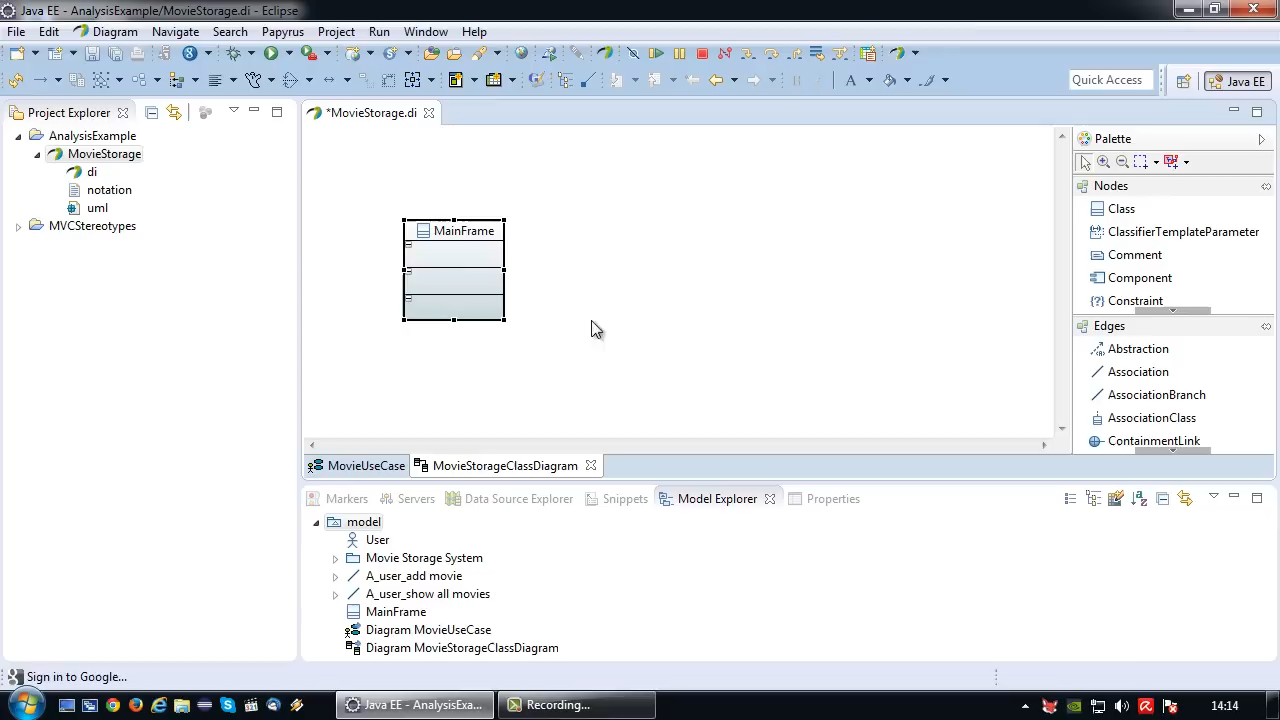 Java EE - AnalysisExample/MovieStorage.di - Eclipse
File Edit Diagram Navigate Search Papyrus Project Run Window Help
Quick Access
Java EE
Project Explorer
AnalysisExample
MovieStorage
di
notation
uml
MVCStereotypes
*MovieStorage.di
MainFrame
Palette
Nodes
Class
ClassifierTemplateParameter
Comment
Component
Constraint
Edges
Abstraction
Association
AssociationBranch
AssociationClass
ContainmentLink
MovieUseCase
MovieStorageClassDiagram
Markers Servers Data Source Explorer Snippets Model Explorer Properties
model
User
Movie Storage System
A_user_add movie
A_user_show all movies
MainFrame
Diagram MovieUseCase
Diagram MovieStorageClassDiagram
Sign in to Google...
Java EE - AnalysisExa...
Recording...
14:14